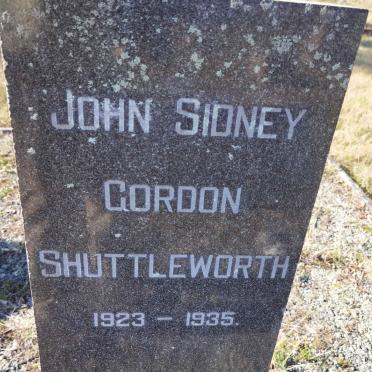 JOHN SIDNEY
GORDON
SHUTTLEWORTH
1923 – 1935.